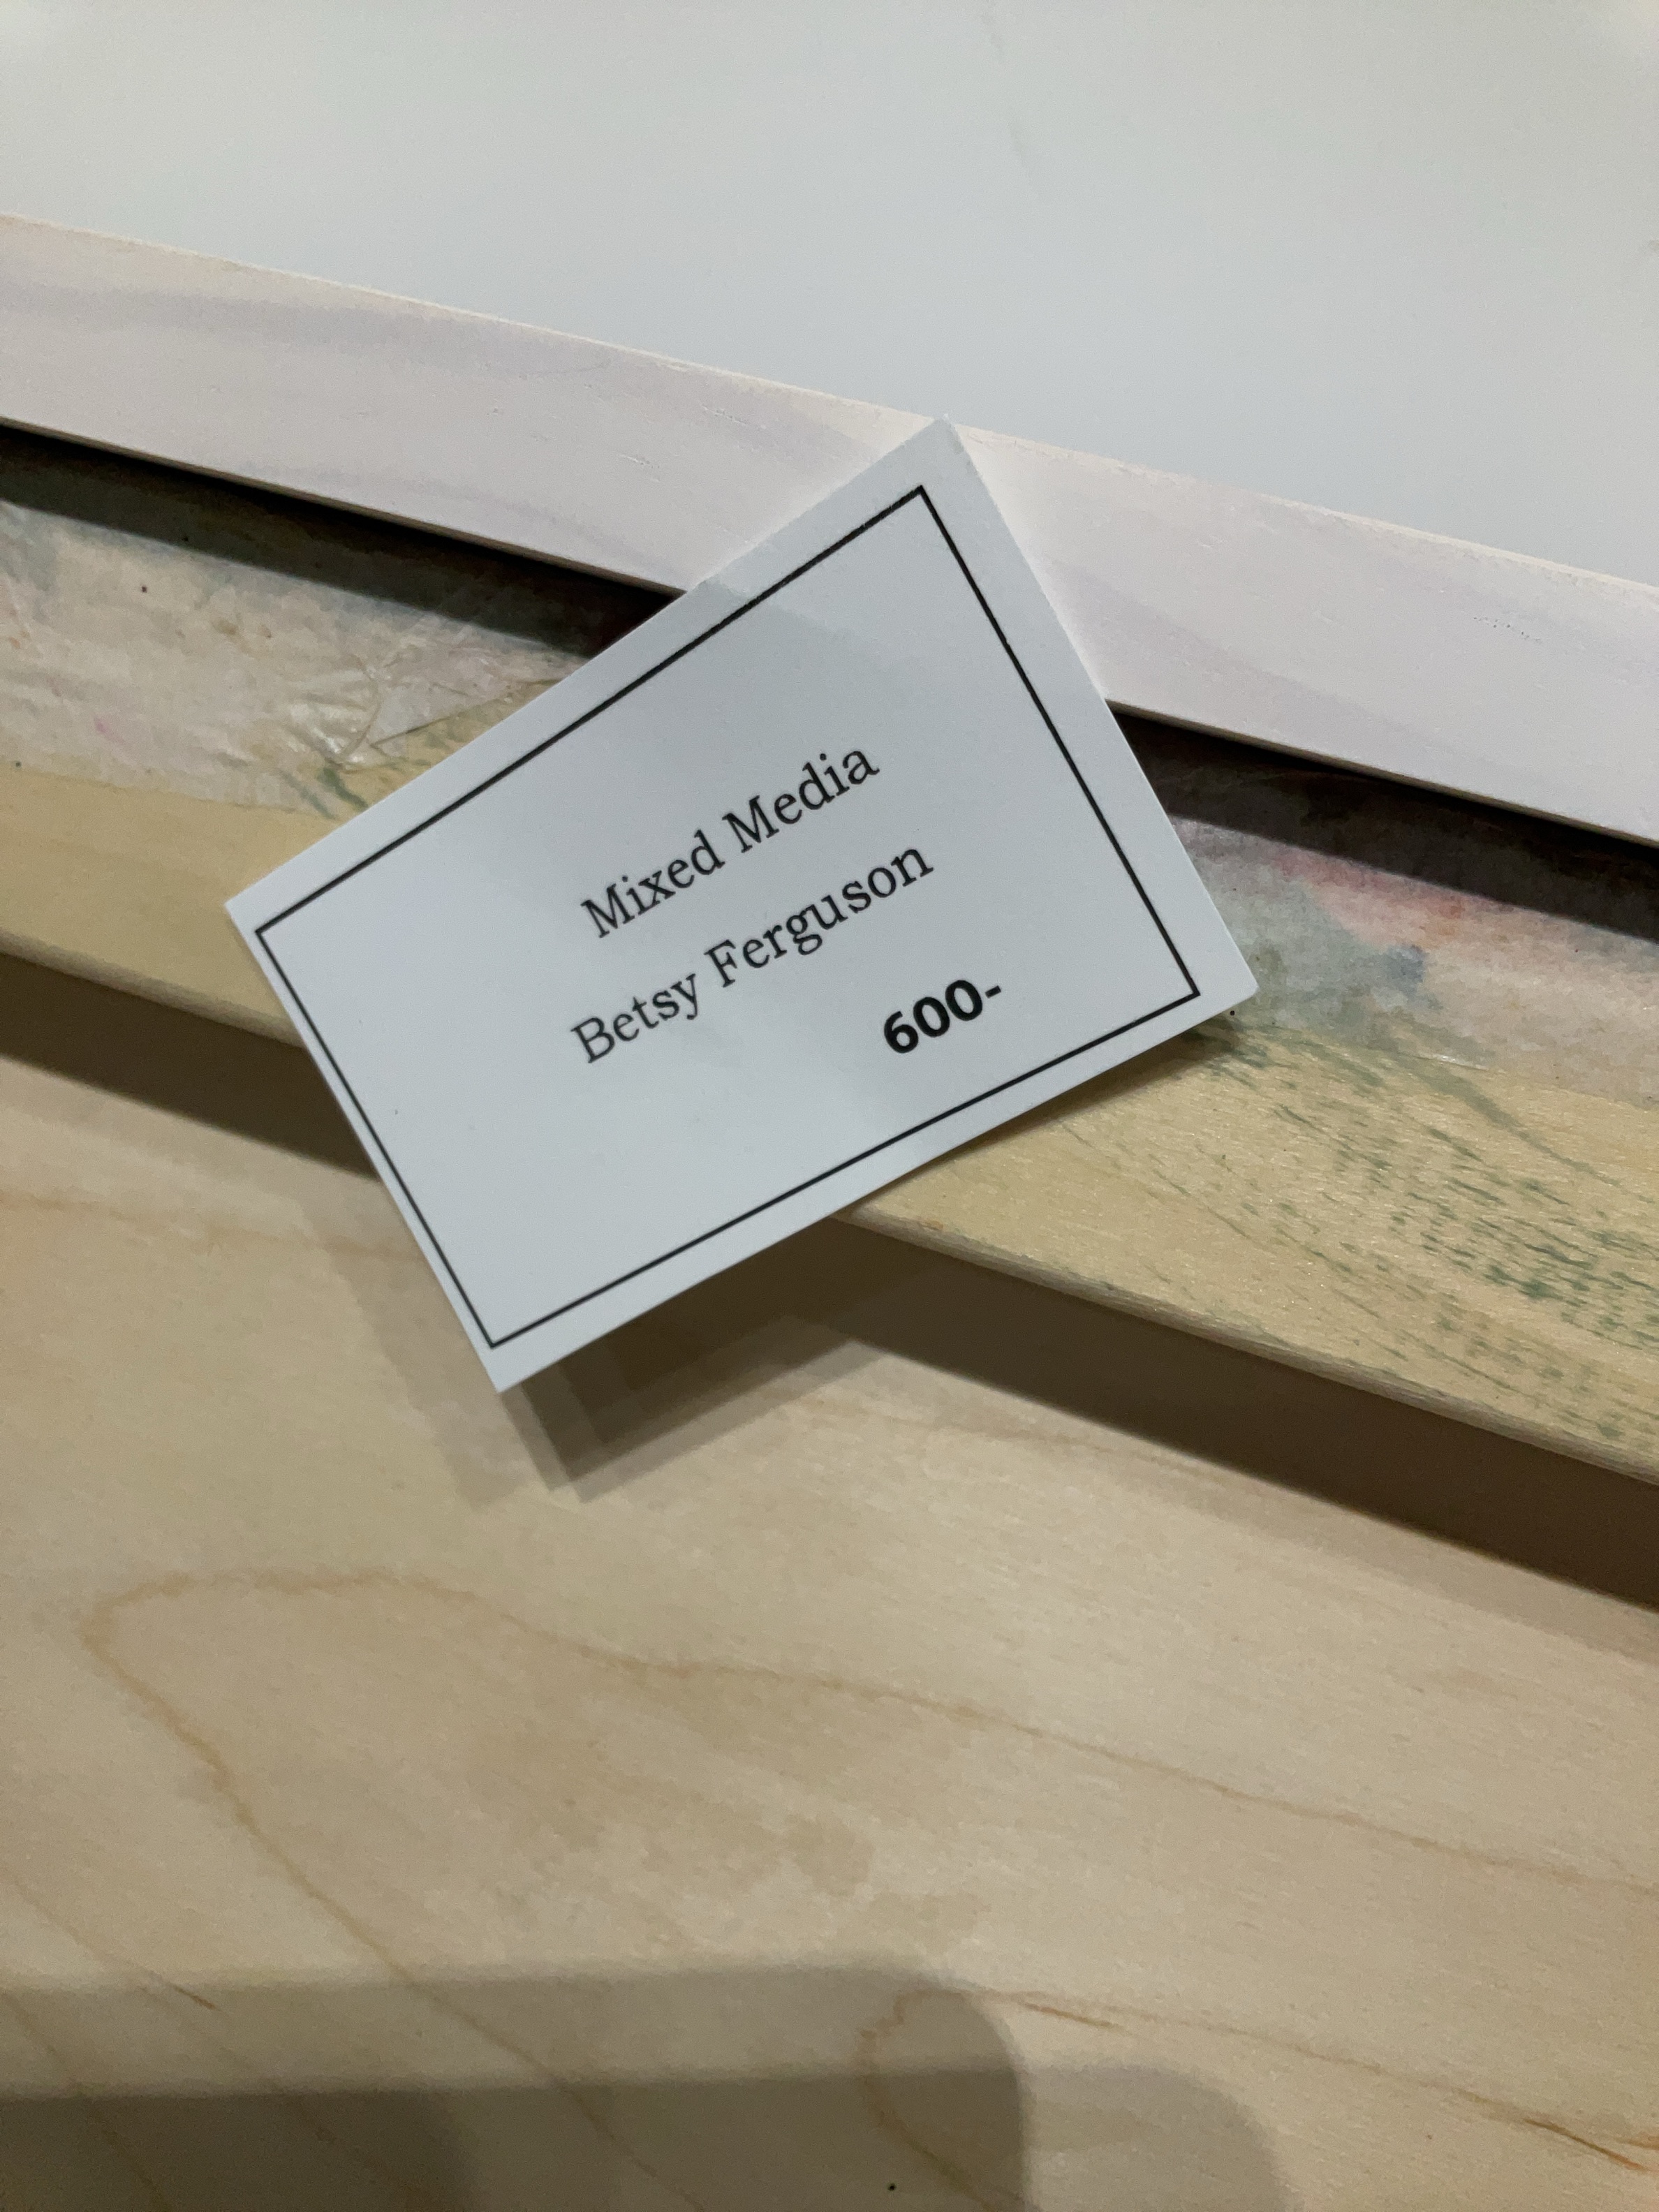 Mixed Media
Betsy Ferguson
600-